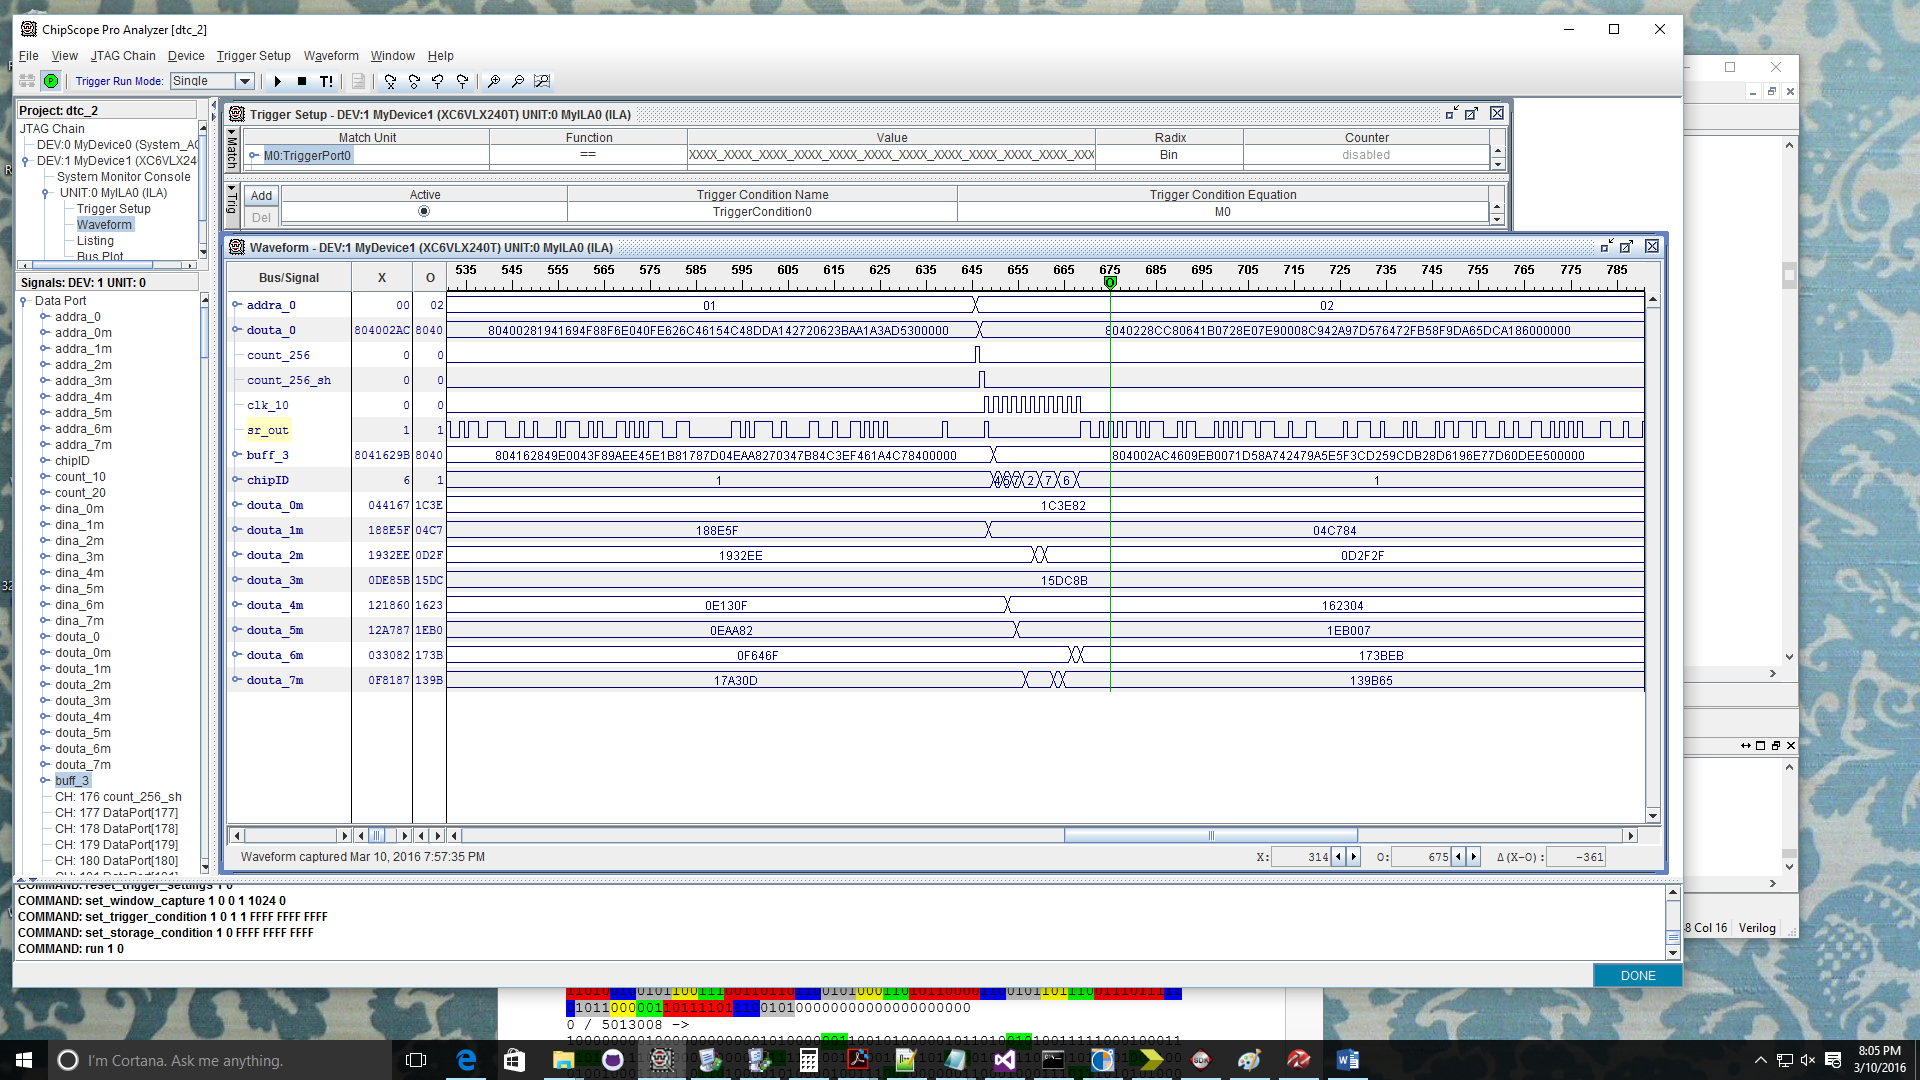 ChipScope Pro Analyzer [dtc_2]
File View JTAG Chain Device Trigger Setup Waveform Window Help
Trigger Run Mode: Single T!
Project: dtc_2
JTAG Chain
DEV:0 MyDevice0 (System_AC
DEV:1 MyDevice1 (XC6VLX24
System Monitor Console
UNIT:0 MyILA0 (ILA)
Trigger Setup
Waveform
Listing
Bus Plot
Signals: DEV: 1 UNIT: 0
Data Port
addra_0
addra_0m
addra_1m
addra_2m
addra_3m
addra_4m
addra_5m
addra_6m
addra_7m
chipID
count_10
count_20
dina_0m
dina_1m
dina_2m
dina_3m
dina_4m
dina_5m
dina_6m
dina_7m
douta_0
douta_0m
douta_1m
douta_2m
douta_3m
douta_4m
douta_5m
douta_6m
douta_7m
buff_3
CH: 176 count_256_sh
CH: 177 DataPort[177]
CH: 178 DataPort[178]
CH: 179 DataPort[179]
CH: 180 DataPort[180]
Trigger Setup - DEV:1 MyDevice1 (XC6VLX240T) UNIT:0 MyILA0 (ILA)
Match
Match Unit Function Value Radix Counter
M0:TriggerPort0 == XXXX_XXXX_XXXX_XXXX_XXXX_XXXX_XXXX_XXXX_XXXX_XXXX_XXXX_XXX Bin disabled
Trig
Add Active Trigger Condition Name Trigger Condition Equation
Del TriggerCondition0 M0
Waveform - DEV:1 MyDevice1 (XC6VLX240T) UNIT:0 MyILA0 (ILA)
Bus/Signal X O 535 545 555 565 575 585 595 605 615 625 635 645 655 665 675 685 695 705 715 725 735 745 755 765 775 785
addra_0 00 02 01 02
douta_0 804002AC 8040 80400281941694F88F6E040FE626C46154C48DDA142720623BAA1A3AD5300000 8040228CC80641B0728E07E90008C942A97D576472FB58F9DA65DCA186000000
count_256 0 0
count_256_sh 0 0
clk_10 0 0
sr_out 1 1
buff_3 8041629B 8040 804162849E0043F89AEE45E1B81787D04EAA8270347B84C3EF461A4C78400000 804002AC4609EB0071D58A742479A5E5F3CD259CDB28D6196E77D60DEE500000
chipID 6 1 1 4 5 7 2 7 6 1
douta_0m 044167 1C3E 1C3E82
douta_1m 188E5F 04C7 188E5F 04C784
douta_2m 1932EE 0D2F 1932EE 0D2F2F
douta_3m 0DE85B 15DC 15DC8B
douta_4m 121860 1623 0E130F 162304
douta_5m 12A787 1EB0 0EAA82 1EB007
douta_6m 033082 173B 0F646F 173BEB
douta_7m 0F8187 139B 17A30D 139B65
Waveform captured Mar 10, 2016 7:57:35 PM X: 314 O: 675 Δ(X-O): -361
COMMAND: reset_trigger_settings 1 0
COMMAND: set_window_capture 1 0 0 1 1024 0
COMMAND: set_trigger_condition 1 0 1 1 FFFF FFFF FFFF
COMMAND: set_storage_condition 1 0 FFFF FFFF FFFF
COMMAND: run 1 0
DONE
Col 16 Verilog
0 / 5013008 ->
I'm Cortana. Ask me anything.
8:05 PM
3/10/2016